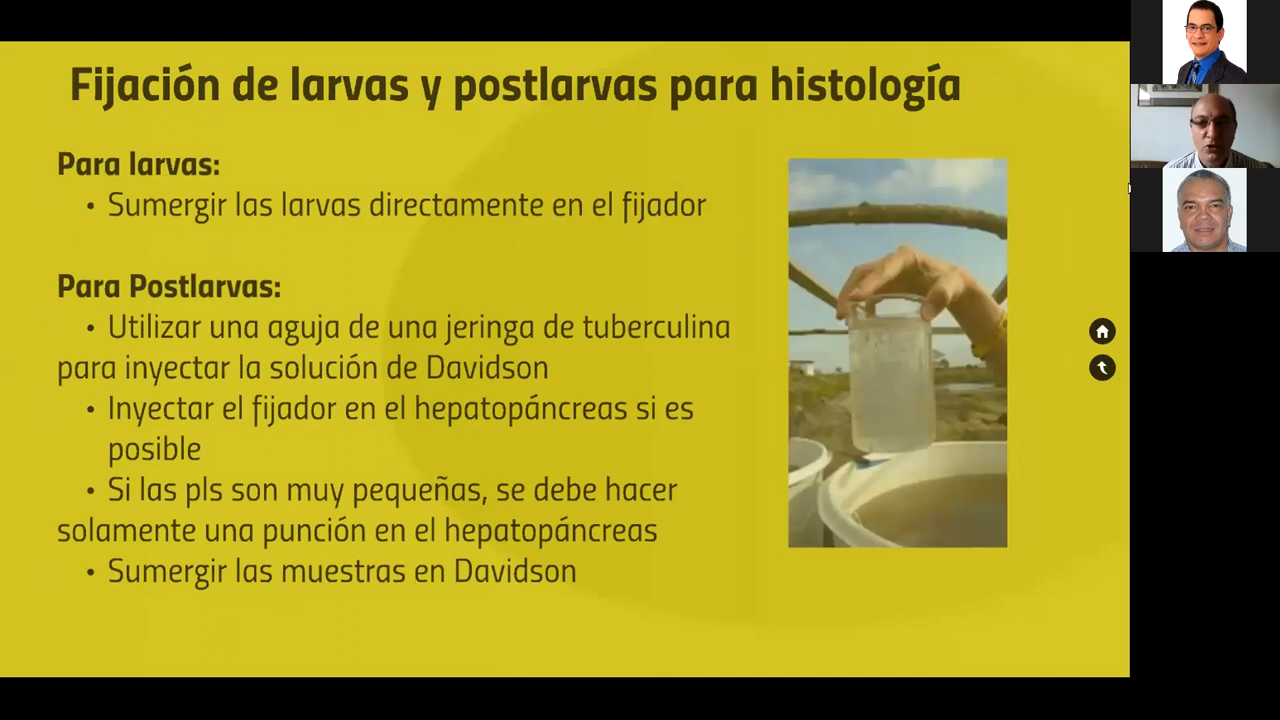 Fijación de larvas y postlarvas para histología
Para larvas:
• Sumergir las larvas directamente en el fijador
Para Postlarvas:
• Utilizar una aguja de una jeringa de tuberculina
para inyectar la solución de Davidson
• Inyectar el fijador en el hepatopáncreas si es
posible
• Si las pls son muy pequeñas, se debe hacer
solamente una punción en el hepatopáncreas
• Sumergir las muestras en Davidson